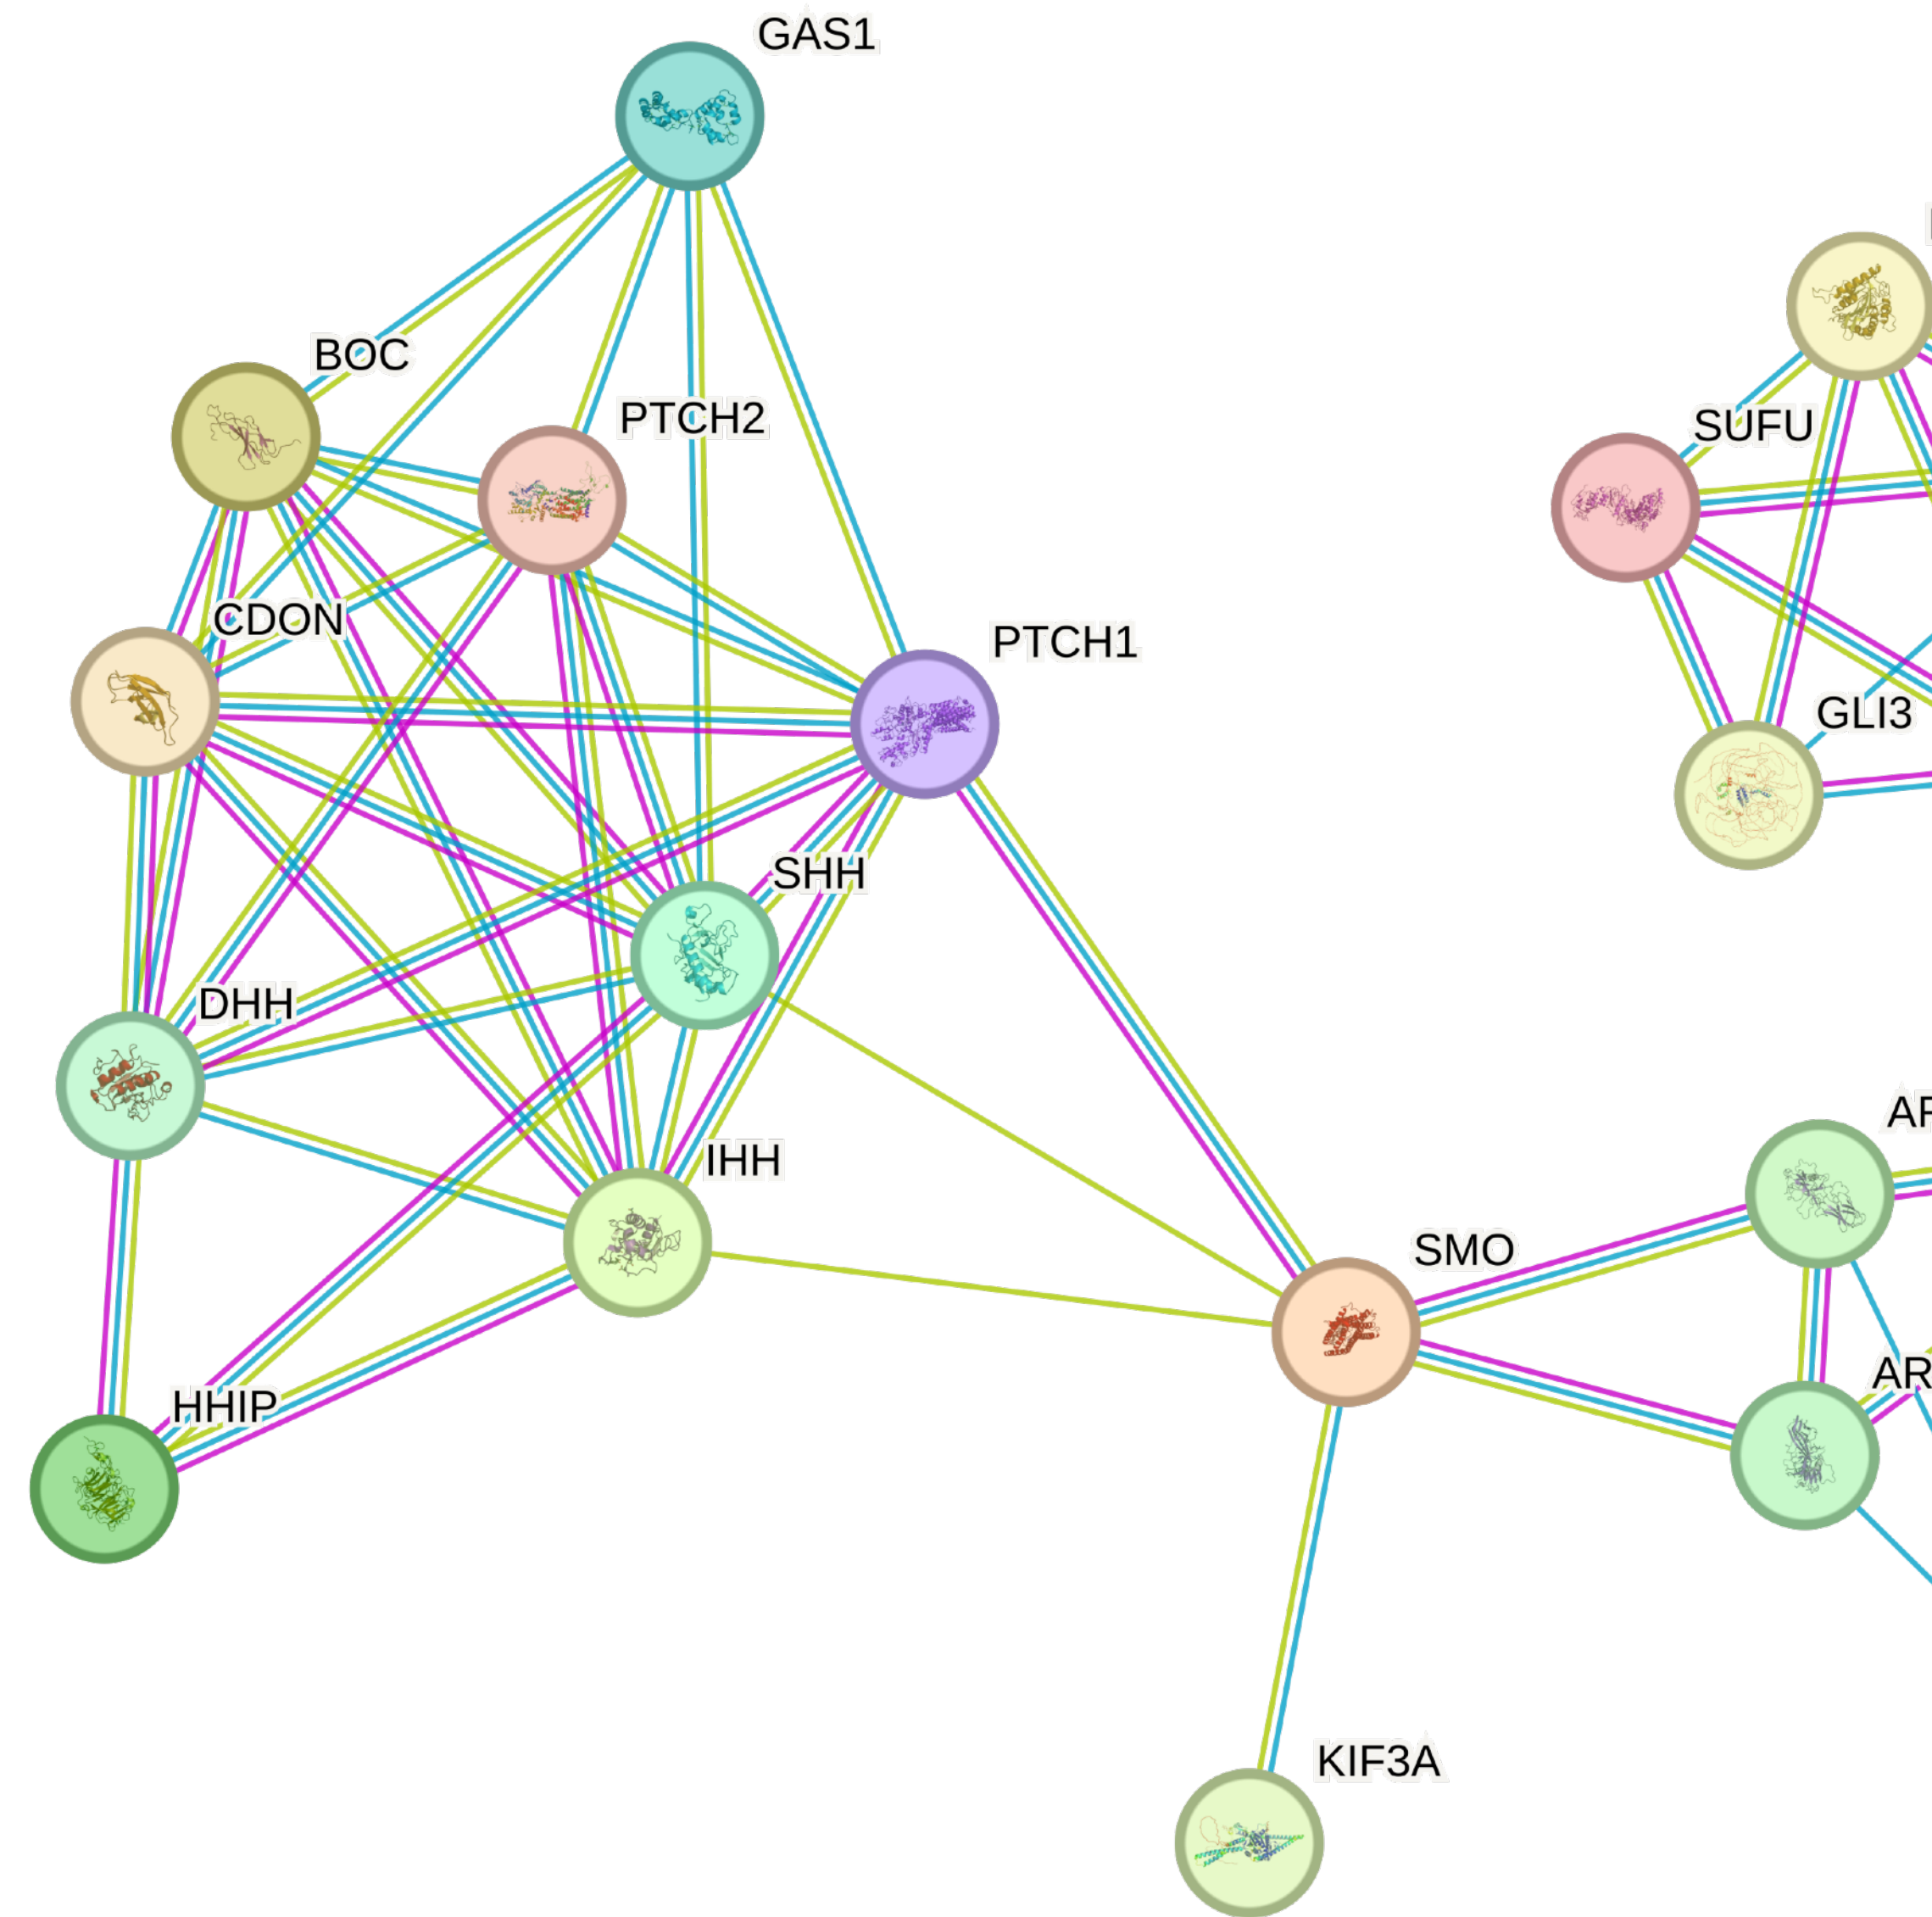 GAS1
BOC
PTCH2
SUFU
CDON
PTCH1
GLI3
SHH
DHH
IHH
SMO
HHIP
KIF3A